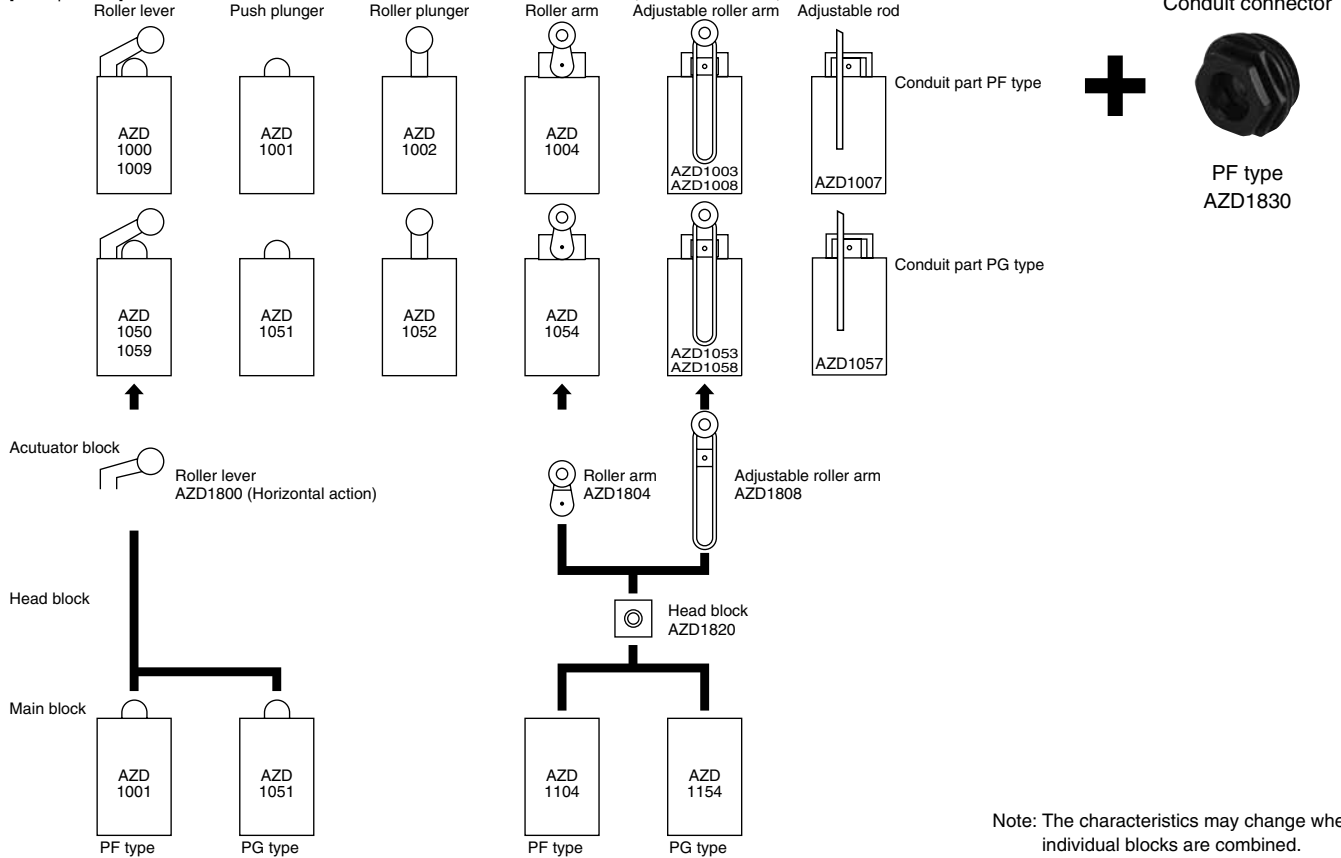 Roller lever
Push plunger
Roller plunger
Roller arm
Adjustable roller arm
Adjustable rod
Conduit connector
AZD
1000
1009
AZD
1001
AZD
1002
AZD
1004
AZD1003
AZD1008
AZD1007
Conduit part PF type
PF type
AZD1830
AZD
1050
1059
AZD
1051
AZD
1052
AZD
1054
AZD1053
AZD1058
AZD1057
Conduit part PG type
Acutuator block
Roller lever
AZD1800 (Horizontal action)
Roller arm
AZD1804
Adjustable roller arm
AZD1808
Head block
Head block
AZD1820
Main block
AZD
1001
AZD
1051
AZD
1104
AZD
1154
PF type
PG type
PF type
PG type
Note: The characteristics may change
individual blocks are combined.